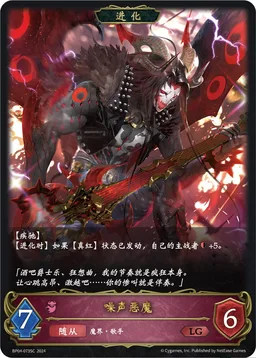 进化
【疾驰】
【进化时】如果【真红】状态已发动，自己的主战者 +5。
「酒吧爵士乐、狂想曲，我的节奏就是疯狂本身。
让心跳高昂、激越吧……你的惨叫就是伴奏。」
噪声恶魔
7
随从
魔界·歌手
LG
6
BP04-073SC 2024
© Cygames, Inc. Published by NetEase Games